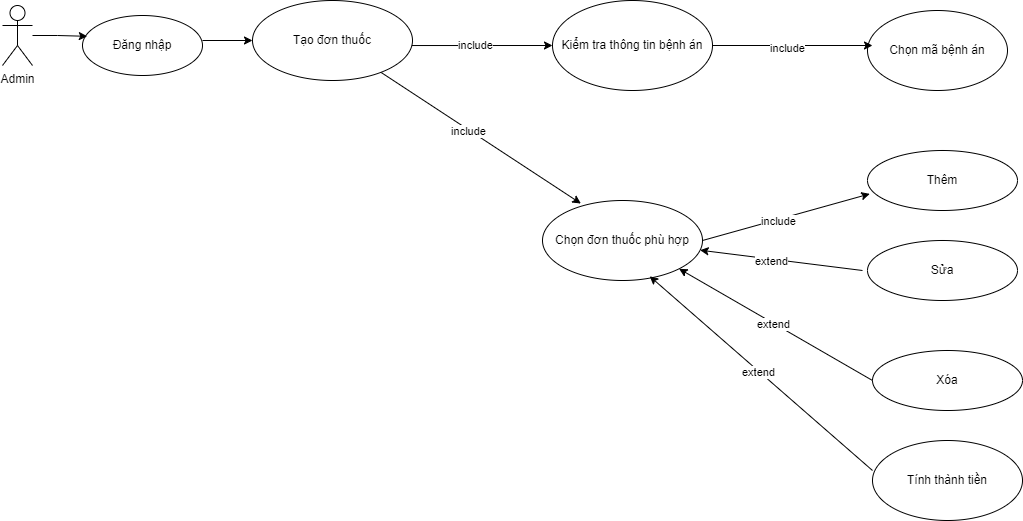 Admin
Đăng nhập
Tạo đơn thuốc
include
Kiểm tra thông tin bệnh án
include
Chọn mã bệnh án
include
Chọn đơn thuốc phù hợp
include
Thêm
extend
Sửa
extend
Xóa
extend
Tính thành tiền